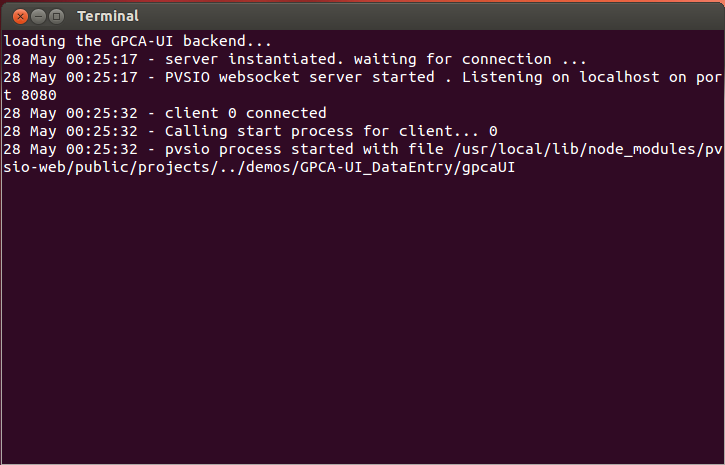 Terminal
loading the GPCA-UI backend...
28 May 00:25:17 - server instantiated. waiting for connection ...
28 May 00:25:17 - PVSIO websocket server started . Listening on localhost on por
t 8080
28 May 00:25:32 - client 0 connected
28 May 00:25:32 - Calling start process for client... 0
28 May 00:25:32 - pvsio process started with file /usr/local/lib/node_modules/pv
sio-web/public/projects/../demos/GPCA-UI_DataEntry/gpcaUI